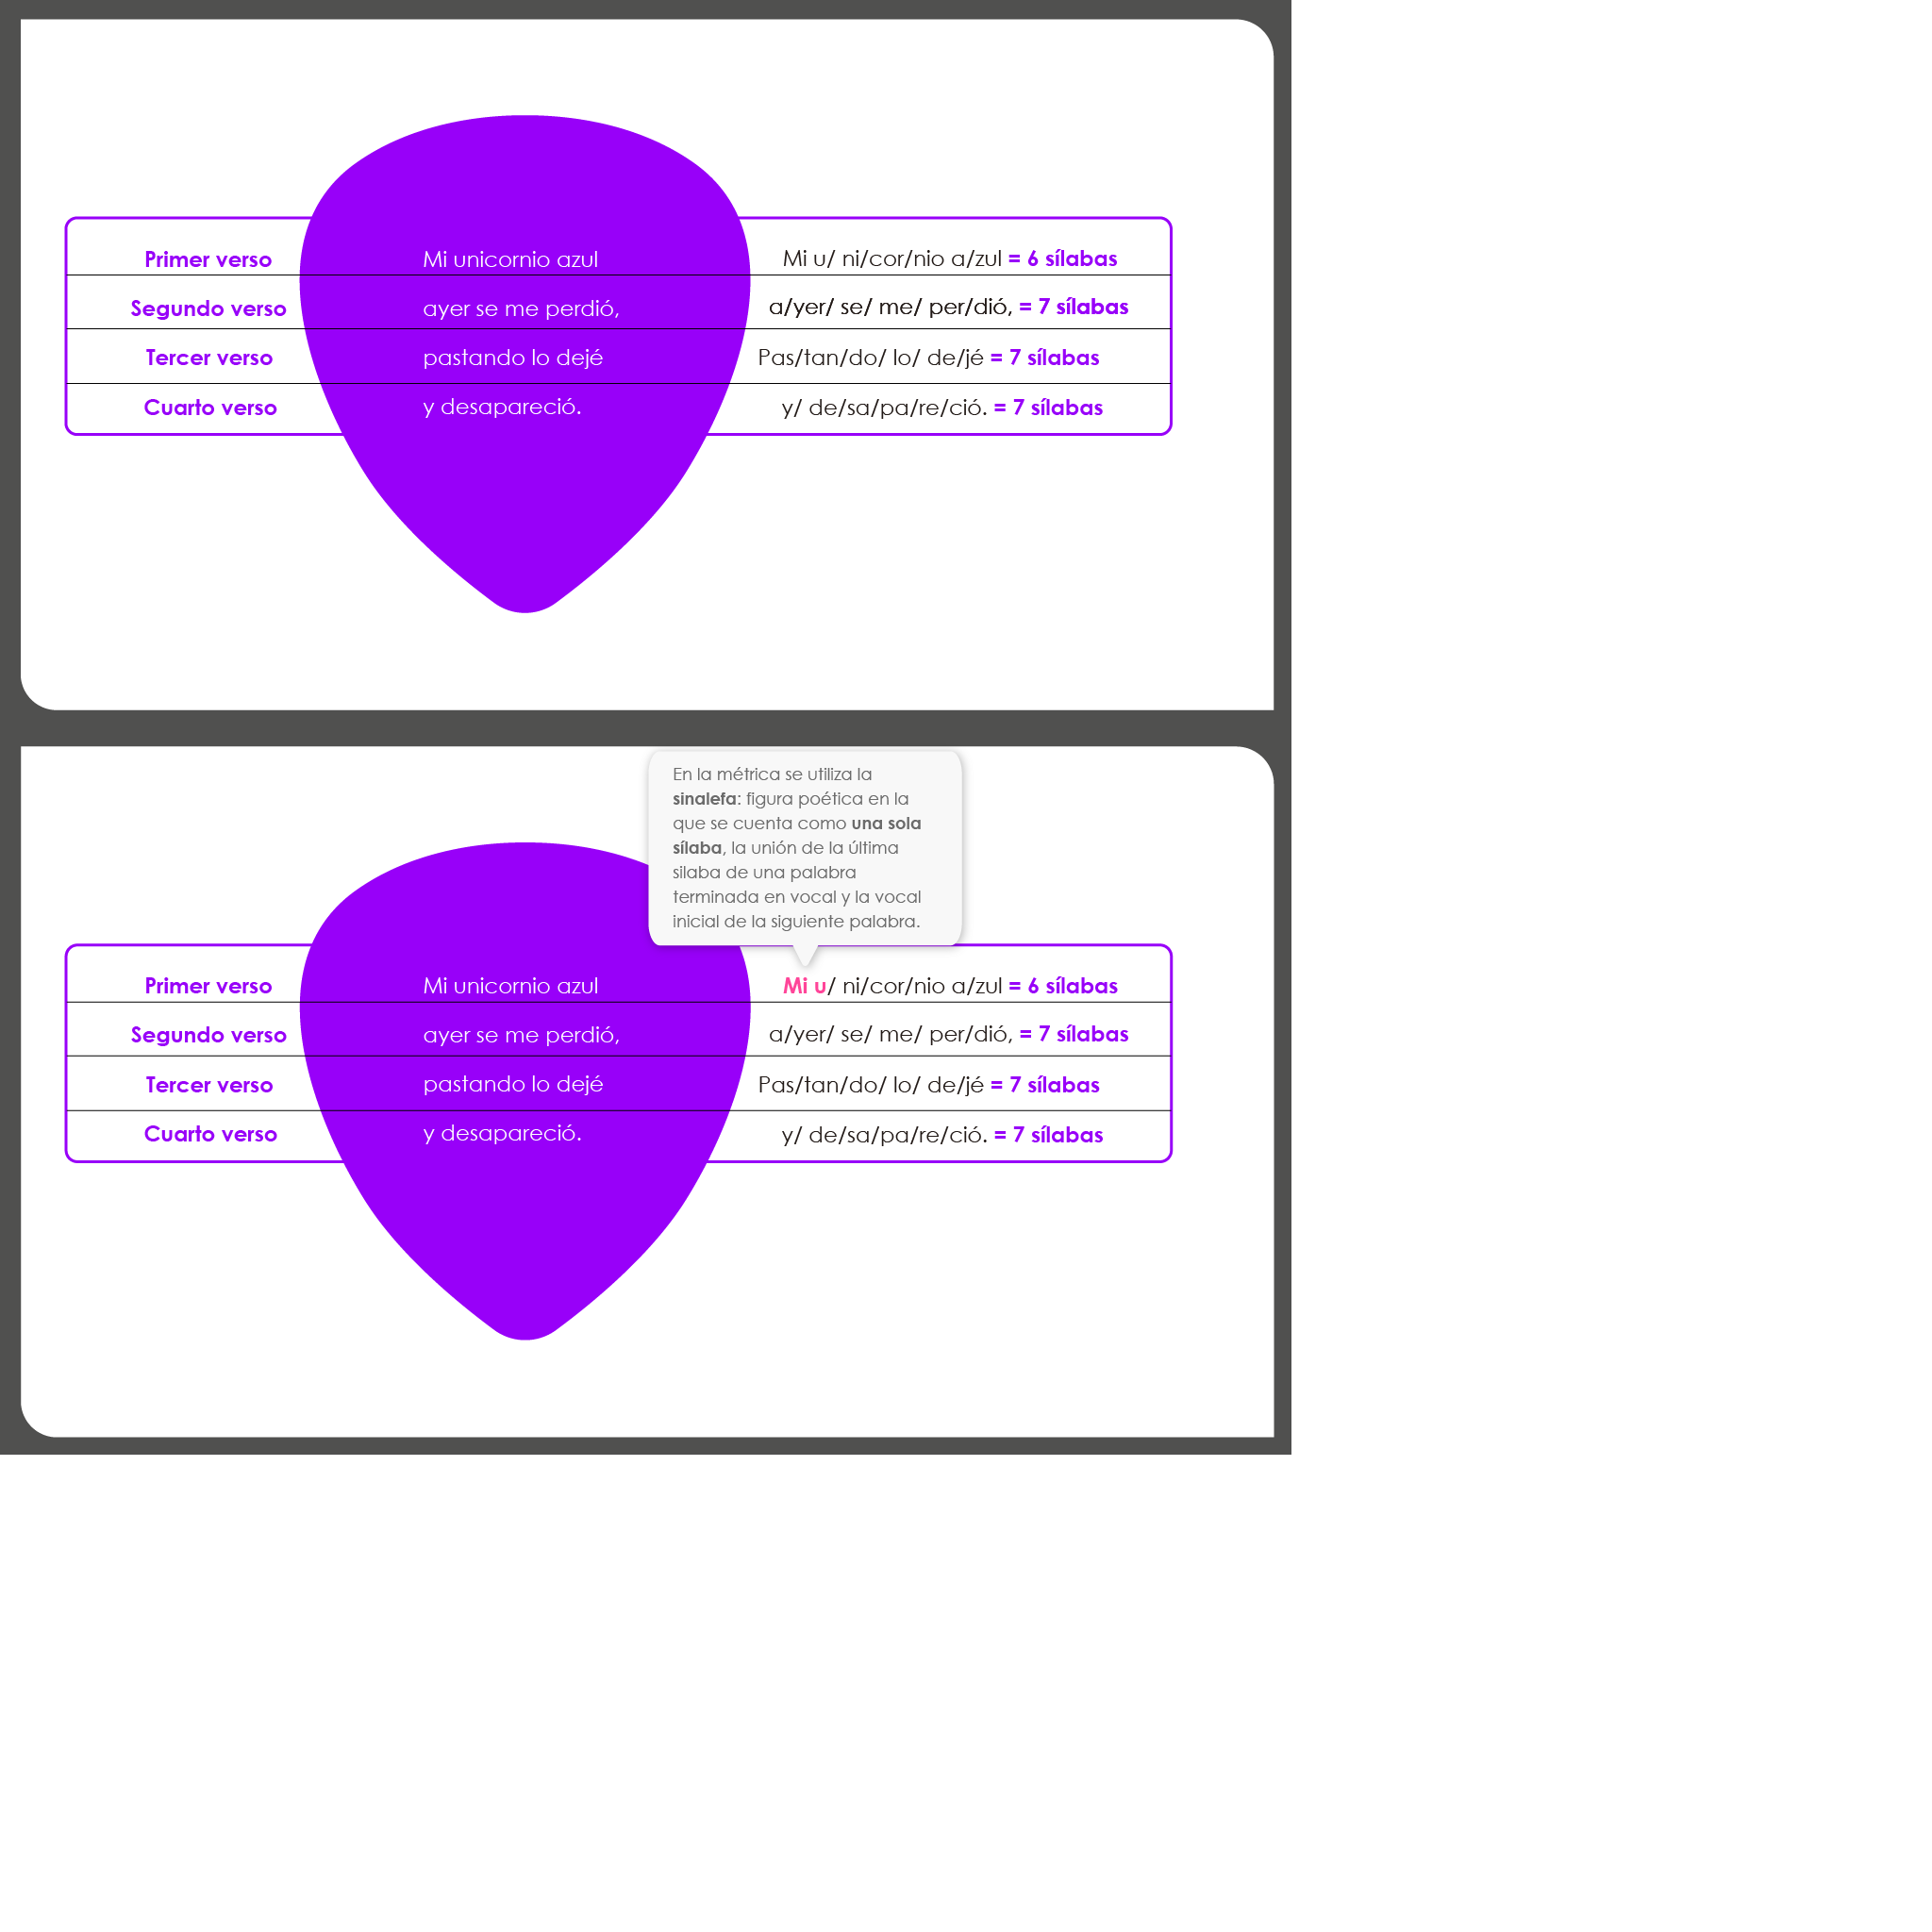 Primer verso Mi unicornio azul Mi u/ ni/cor/nio a/zul = 6 sílabas
Segundo verso ayer se me perdió, a/yer/ se/ me/ per/dió, = 7 sílabas
Tercer verso pastando lo dejé Pas/tan/do/ lo/ de/jé = 7 sílabas
Cuarto verso y desapareció. y/ de/sa/pa/re/ció. = 7 sílabas
En la métrica se utiliza la
sinalefa: figura poética en la
que se cuenta como una sola
sílaba, la unión de la última
silaba de una palabra
terminada en vocal y la vocal
inicial de la siguiente palabra.
Primer verso Mi unicornio azul Mi u/ ni/cor/nio a/zul = 6 sílabas
Segundo verso ayer se me perdió, a/yer/ se/ me/ per/dió, = 7 sílabas
Tercer verso pastando lo dejé Pas/tan/do/ lo/ de/jé = 7 sílabas
Cuarto verso y desapareció. y/ de/sa/pa/re/ció. = 7 sílabas